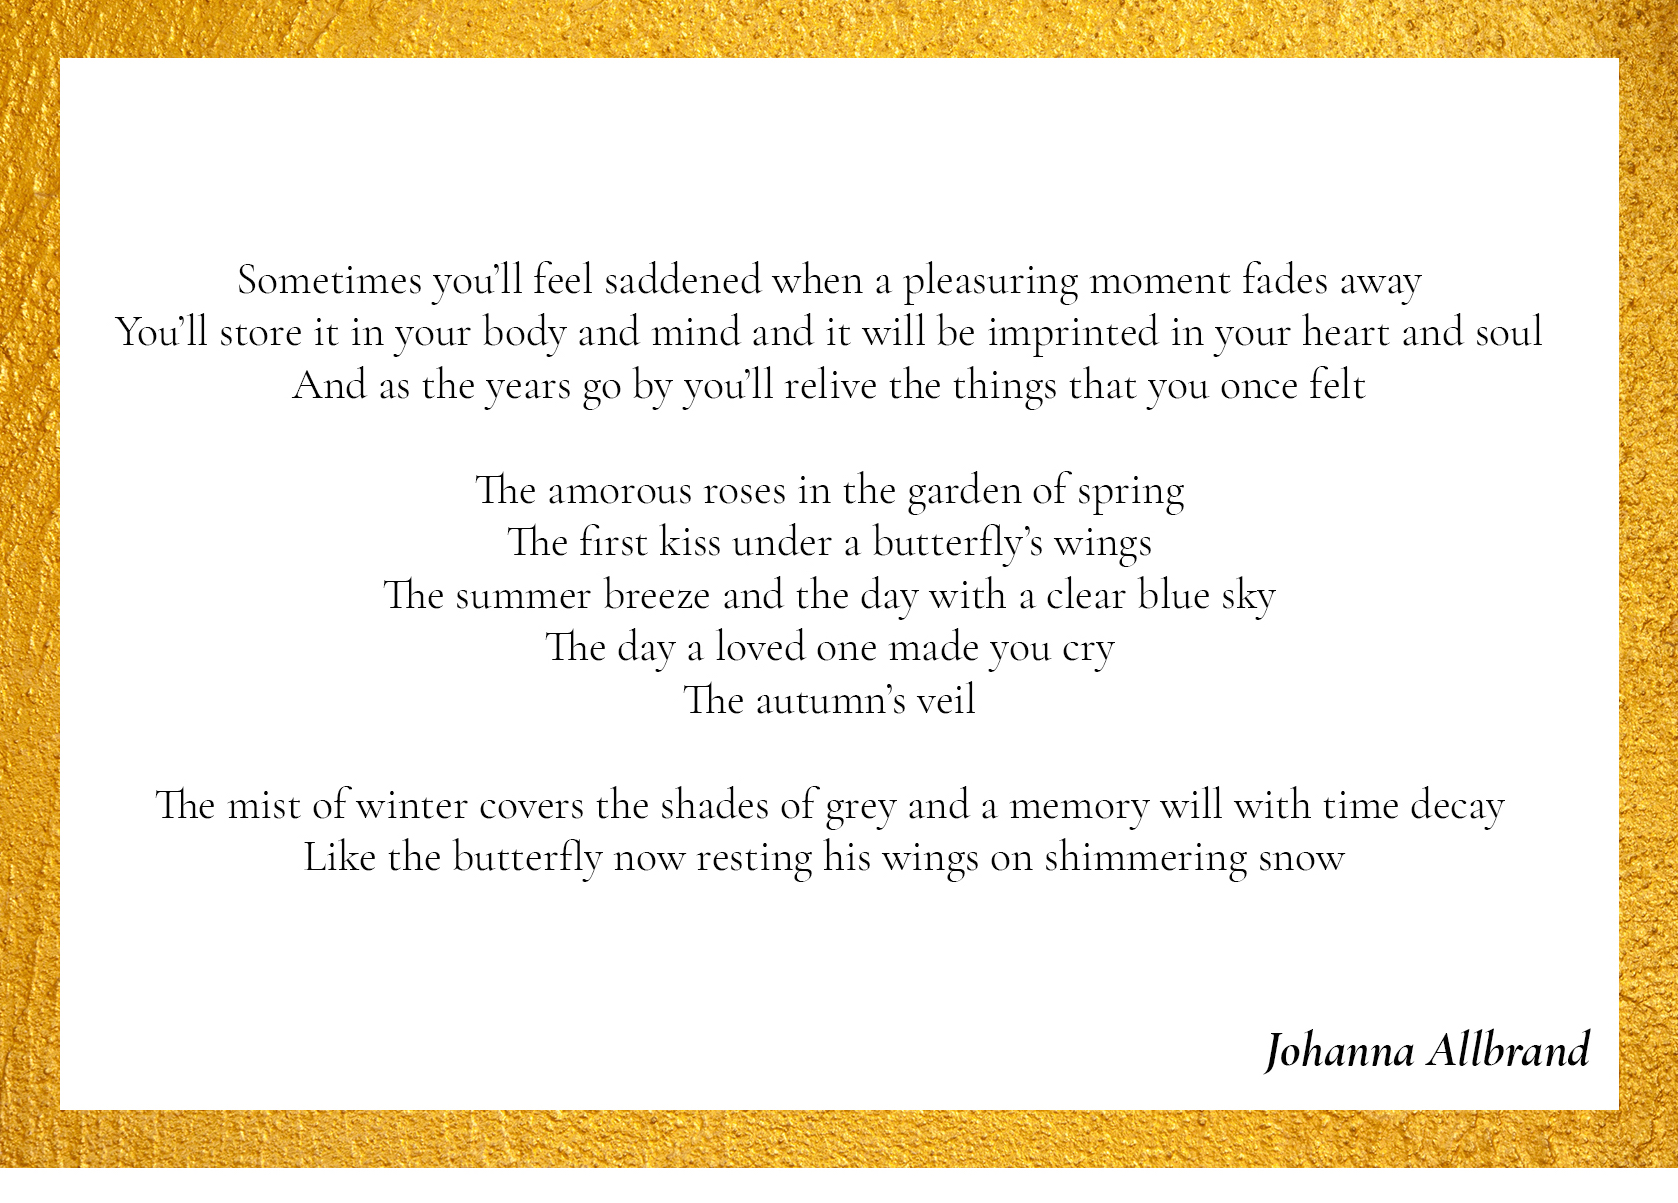 Sometimes you’ll feel saddened when a pleasuring moment fades away
You’ll store it in your body and mind and it will be imprinted in your heart and soul
And as the years go by you’ll relive the things that you once felt
The amorous roses in the garden of spring
The first kiss under a butterfly’s wings
The summer breeze and the day with a clear blue sky
The day a loved one made you cry
The autumn’s veil
The mist of winter covers the shades of grey and a memory will with time decay
Like the butterfly now resting his wings on shimmering snow
Johanna Allbrand